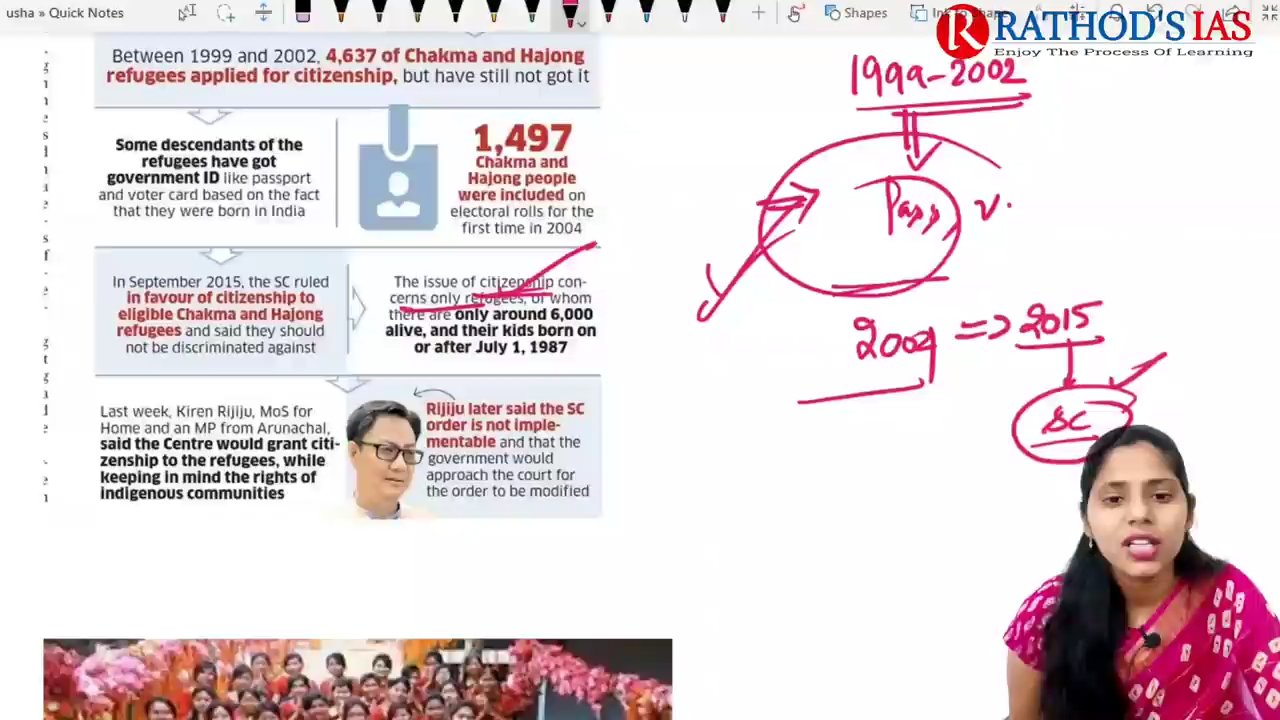 usha » Quick Notes
Shapes
Ink to Shape
RATHOD'S IAS
Enjoy The Process Of Learning
Between 1999 and 2002, 4,637 of Chakma and Hajong
refugees applied for citizenship, but have still not got it
Some descendants of the
refugees have got
government ID like passport
and voter card based on the fact
that they were born in India
1,497
Chakma and
Hajong people
were included on
electoral rolls for the
first time in 2004
In September 2015, the SC ruled
in favour of citizenship to
eligible Chakma and Hajong
refugees and said they should
not be discriminated against
The issue of citizenship con-
cerns only refugees, of whom
there are only around 6,000
alive, and their kids born on
or after July 1, 1987
Last week, Kiren Rijiju, MoS for
Home and an MP from Arunachal,
said the Centre would grant citi-
zenship to the refugees, while
keeping in mind the rights of
indigenous communities
Rijiju later said the SC
order is not imple-
mentable and that the
government would
approach the court for
the order to be modified
1999-2002
Pass v.
2004 => 2015
SC